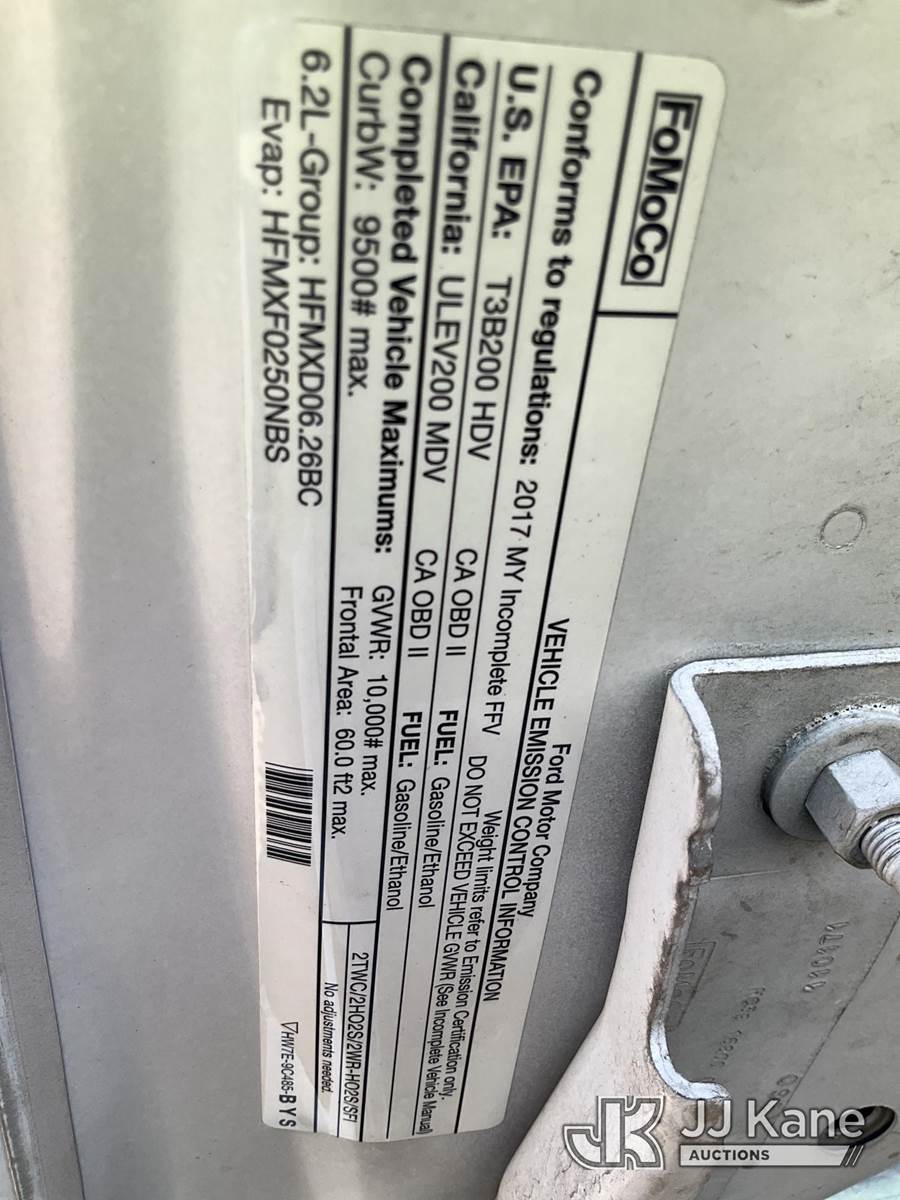 FoMoCo
Ford Motor Company
VEHICLE EMISSION CONTROL INFORMATION
Conforms to regulations: 2017 MY Incomplete FFV
Weight limits refer to Emission Certification only.
DO NOT EXCEED VEHICLE GVWR (See Incomplete Vehicle Manual)
U.S. EPA: T3B200 HDV CA OBD II FUEL: Gasoline/Ethanol
California: ULEV200 MDV CA OBD II FUEL: Gasoline/Ethanol
Completed Vehicle Maximums: GVWR: 10,000# max.
CurbW: 9500# max. Frontal Area: 60.0 ft2 max.
2TWC/2HO2S/2WR-HO2S/SFI
No adjustments needed.
6.2L-Group: HFMXD06.26BC
Evap: HFMXF0250NBS
HW7E-9C485-BYS
JK JJ Kane
AUCTIONS